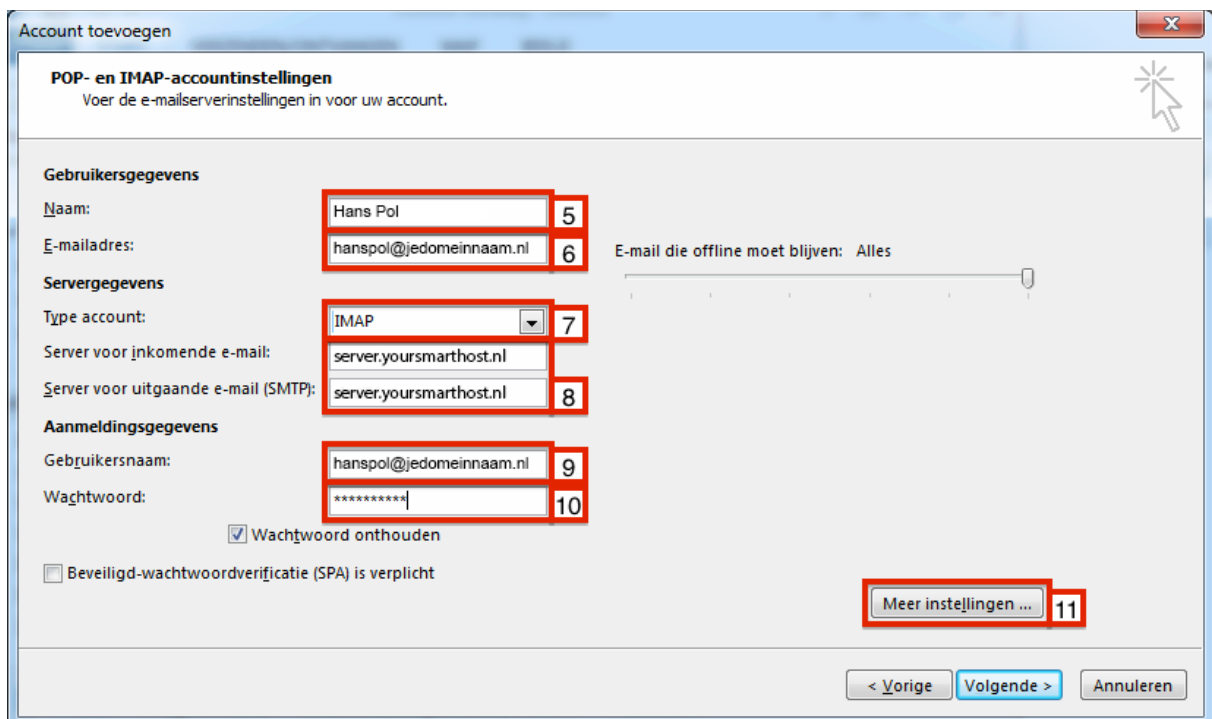 Account toevoegen
POP- en IMAP-accountinstellingen
Voer de e-mailserverinstellingen in voor uw account.
Gebruikersgegevens
Naam: Hans Pol 5
E-mailadres: hanspol@jedomeinnaam.nl 6 E-mail die offline moet blijven: Alles
Servergegevens
Type account: IMAP 7
Server voor inkomende e-mail: server.yoursmarthost.nl
Server voor uitgaande e-mail (SMTP): server.yoursmarthost.nl 8
Aanmeldingsgegevens
Gebruikersnaam: hanspol@jedomeinnaam.nl 9
Wachtwoord: ********** 10
Wachtwoord onthouden
Beveiligd-wachtwoordverificatie (SPA) is verplicht
Meer instellingen ... 11
< Vorige Volgende > Annuleren